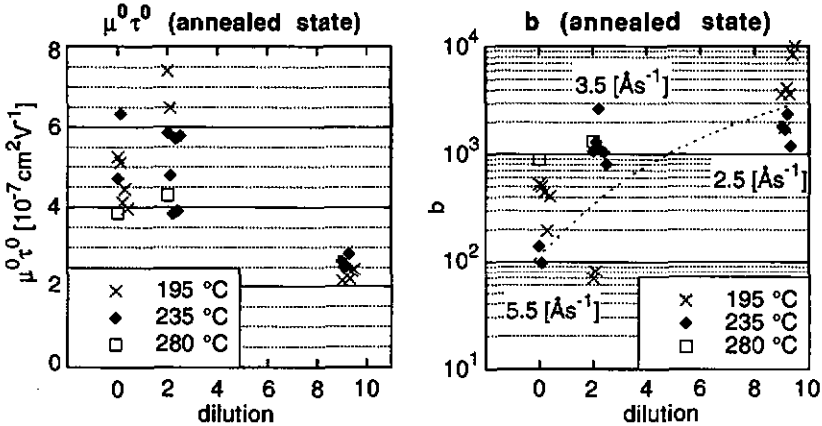 μ⁰τ⁰ (annealed state)
8
6
4
2
0
μ⁰τ⁰ [10⁻⁷cm²V⁻¹]
195 °C
235 °C
280 °C
0 2 4 6 8 10
dilution
b (annealed state)
10⁴
10³
10²
10¹
b
3.5 [Ås⁻¹]
2.5 [Ås⁻¹]
5.5 [Ås⁻¹]
195 °C
235 °C
280 °C
0 2 4 6 8 10
dilution